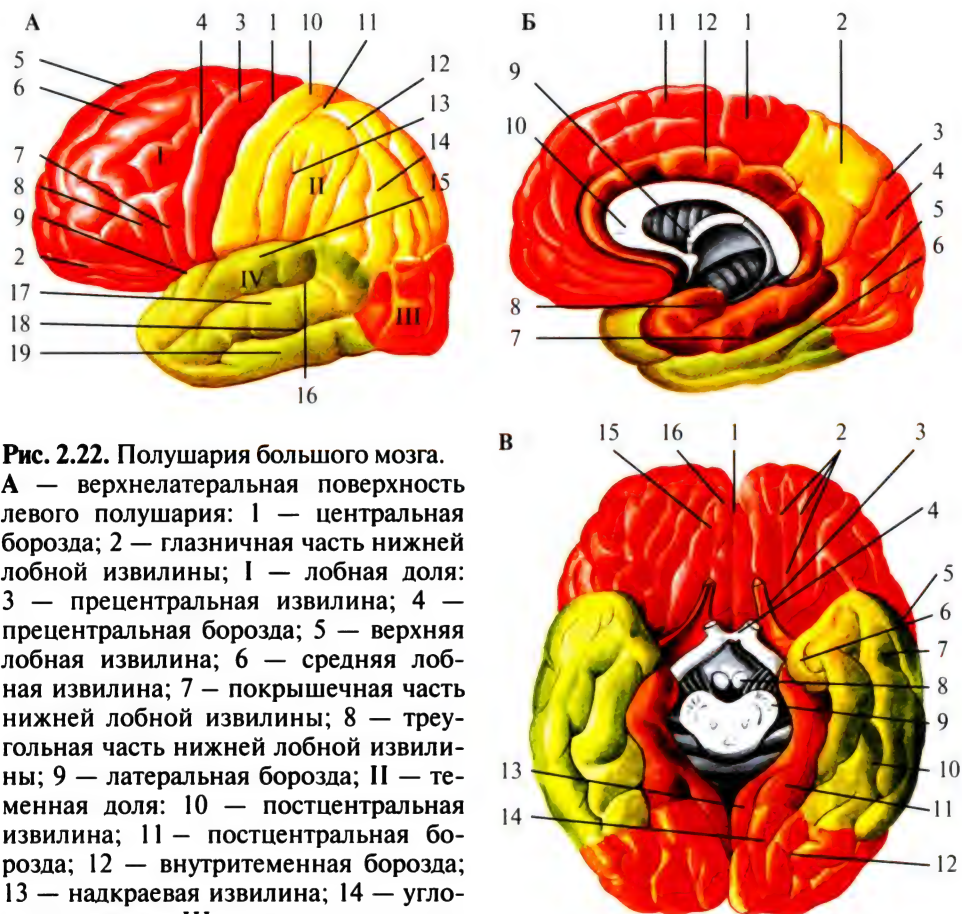 А 4 3 1 10 11
5
6
7
8
9
2
17
18
19
12
13
14
15
16
I
II
III
IV
Б 11 12 1 2
9
10
3
4
5
6
8
7
Рис. 2.22. Полушария большого мозга.
А — верхнелатеральная поверхность
левого полушария: 1 — центральная
борозда; 2 — глазничная часть нижней
лобной извилины; I — лобная доля:
3 — прецентральная извилина; 4 —
прецентральная борозда; 5 — верхняя
лобная извилина; 6 — средняя лоб-
ная извилина; 7 — покрышечная часть
нижней лобной извилины; 8 — треу-
гольная часть нижней лобной извили-
ны; 9 — латеральная борозда; II — те-
менная доля: 10 — постцентральная
извилина; 11 — постцентральная бо-
розда; 12 — внутритеменная борозда;
13 — надкраевая извилина; 14 — угло-
В 15 16 1 2 3
4
5
6
7
8
9
10
11
12
13
14